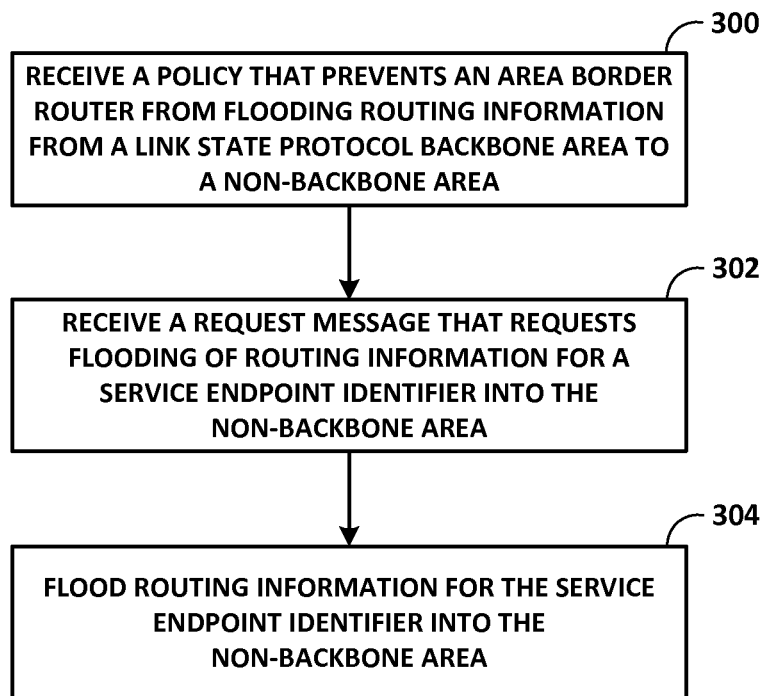 300
RECEIVE A POLICY THAT PREVENTS AN AREA BORDER
ROUTER FROM FLOODING ROUTING INFORMATION
FROM A LINK STATE PROTOCOL BACKBONE AREA TO
A NON-BACKBONE AREA
302
RECEIVE A REQUEST MESSAGE THAT REQUESTS
FLOODING OF ROUTING INFORMATION FOR A
SERVICE ENDPOINT IDENTIFIER INTO THE
NON-BACKBONE AREA
304
FLOOD ROUTING INFORMATION FOR THE SERVICE
ENDPOINT IDENTIFIER INTO THE
NON-BACKBONE AREA